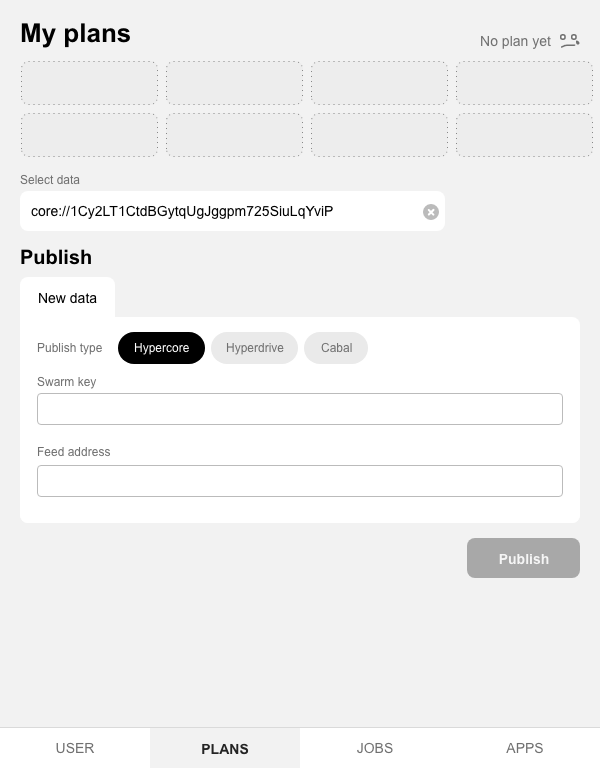 My plans
No plan yet
Select data
core://1Cy2LT1CtdBGytqUgJggpm725SiuLqYviP
Publish
New data
Publish type Hypercore Hyperdrive Cabal
Swarm key
Feed address
Publish
USER PLANS JOBS APPS